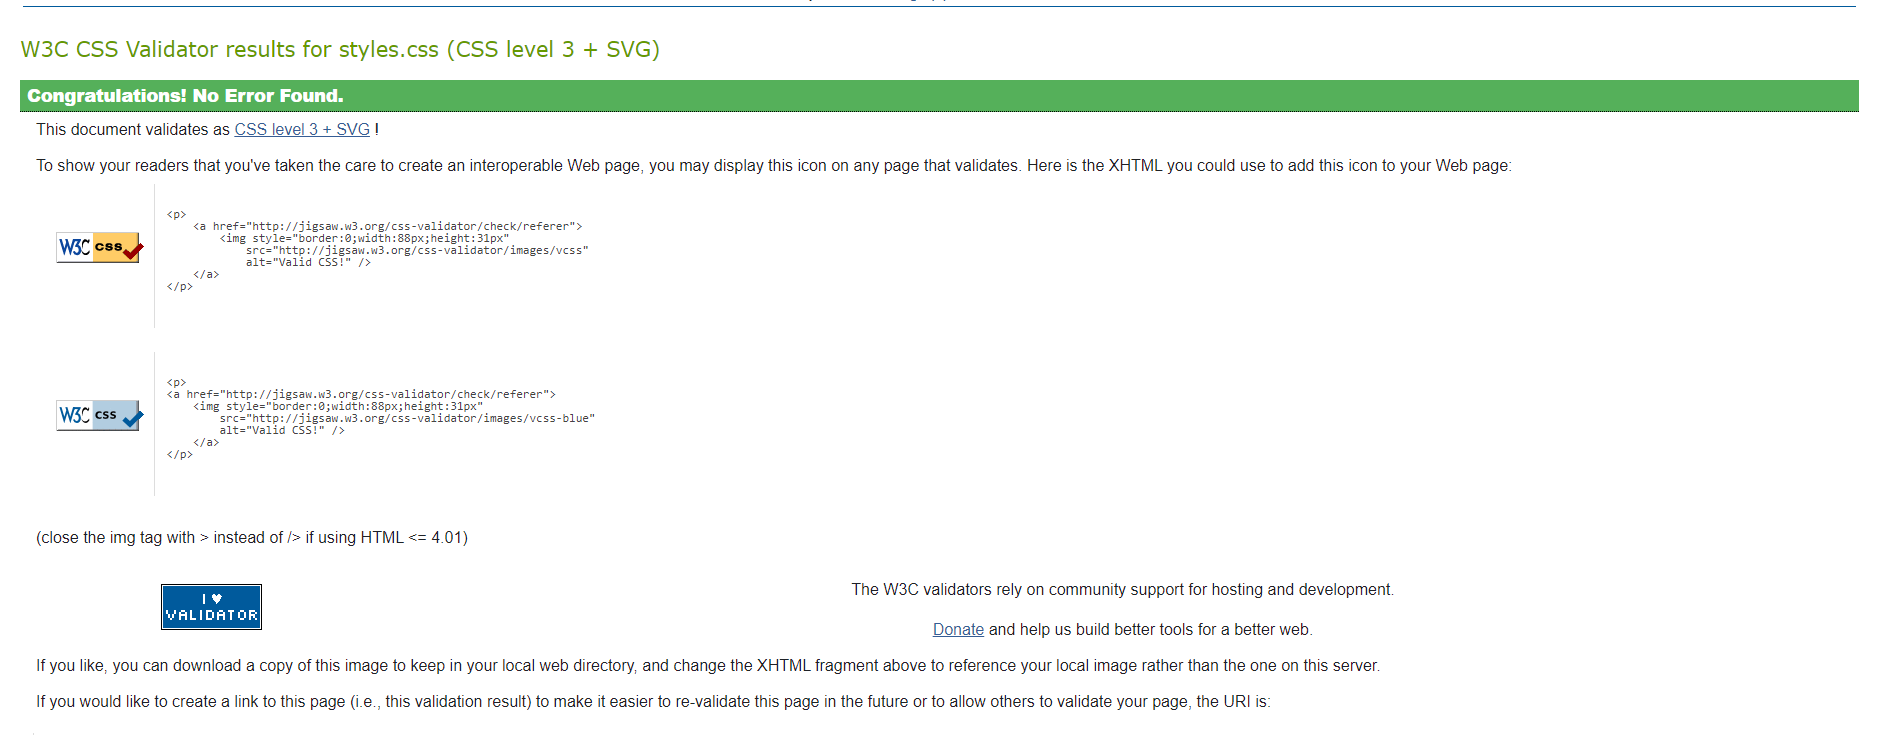 W3C CSS Validator results for styles.css (CSS level 3 + SVG)
Congratulations! No Error Found.
This document validates as CSS level 3 + SVG !
To show your readers that you've taken the care to create an interoperable Web page, you may display this icon on any page that validates. Here is the XHTML you could use to add this icon to your Web page:
W3C css
<p>
    <a href="http://jigsaw.w3.org/css-validator/check/referer">
        <img style="border:0;width:88px;height:31px"
            src="http://jigsaw.w3.org/css-validator/images/vcss"
            alt="Valid CSS!" />
    </a>
</p>
W3C css
<p>
<a href="http://jigsaw.w3.org/css-validator/check/referer">
    <img style="border:0;width:88px;height:31px"
        src="http://jigsaw.w3.org/css-validator/images/vcss-blue"
        alt="Valid CSS!" />
    </a>
</p>
(close the img tag with > instead of /> if using HTML <= 4.01)
I ♥
VALIDATOR
The W3C validators rely on community support for hosting and development.
Donate and help us build better tools for a better web.
If you like, you can download a copy of this image to keep in your local web directory, and change the XHTML fragment above to reference your local image rather than the one on this server.
If you would like to create a link to this page (i.e., this validation result) to make it easier to re-validate this page in the future or to allow others to validate your page, the URI is: